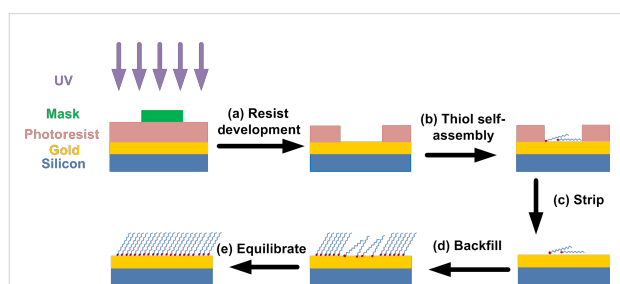 UV
Mask
Photoresist
Gold
Silicon
(a) Resist
development
(b) Thiol self-
assembly
(c) Strip
(d) Backfill
(e) Equilibrate